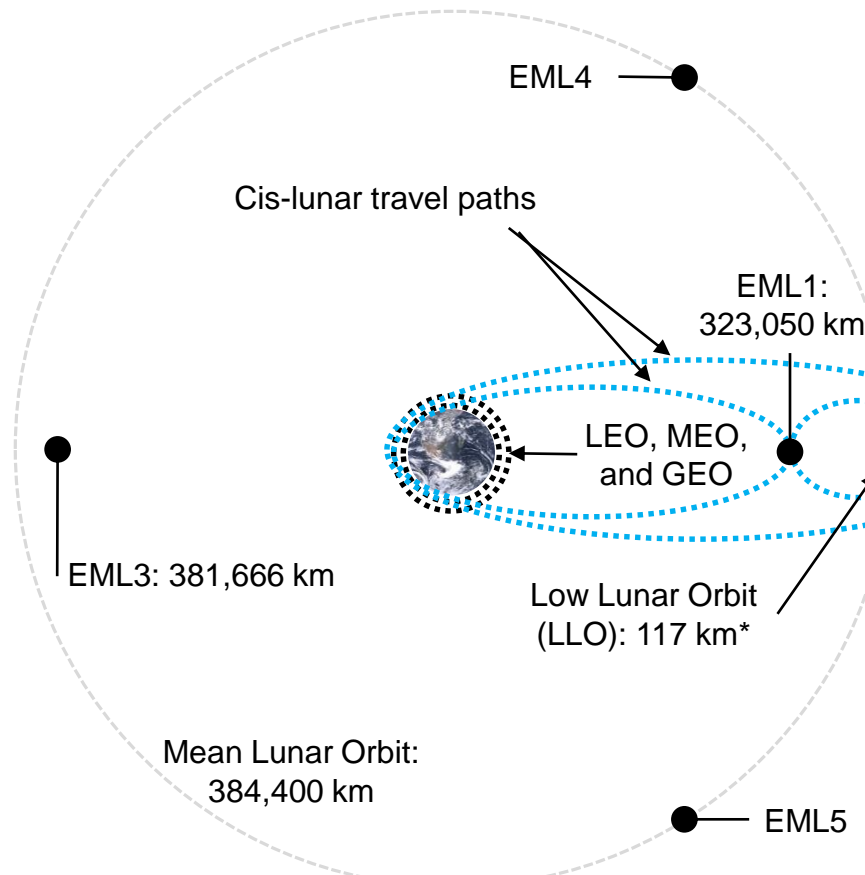 EML4
Cis-lunar travel paths
EML1:
323,050 km
LEO, MEO,
and GEO
EML3: 381,666 km
Low Lunar Orbit
(LLO): 117 km*
Mean Lunar Orbit:
384,400 km
EML5